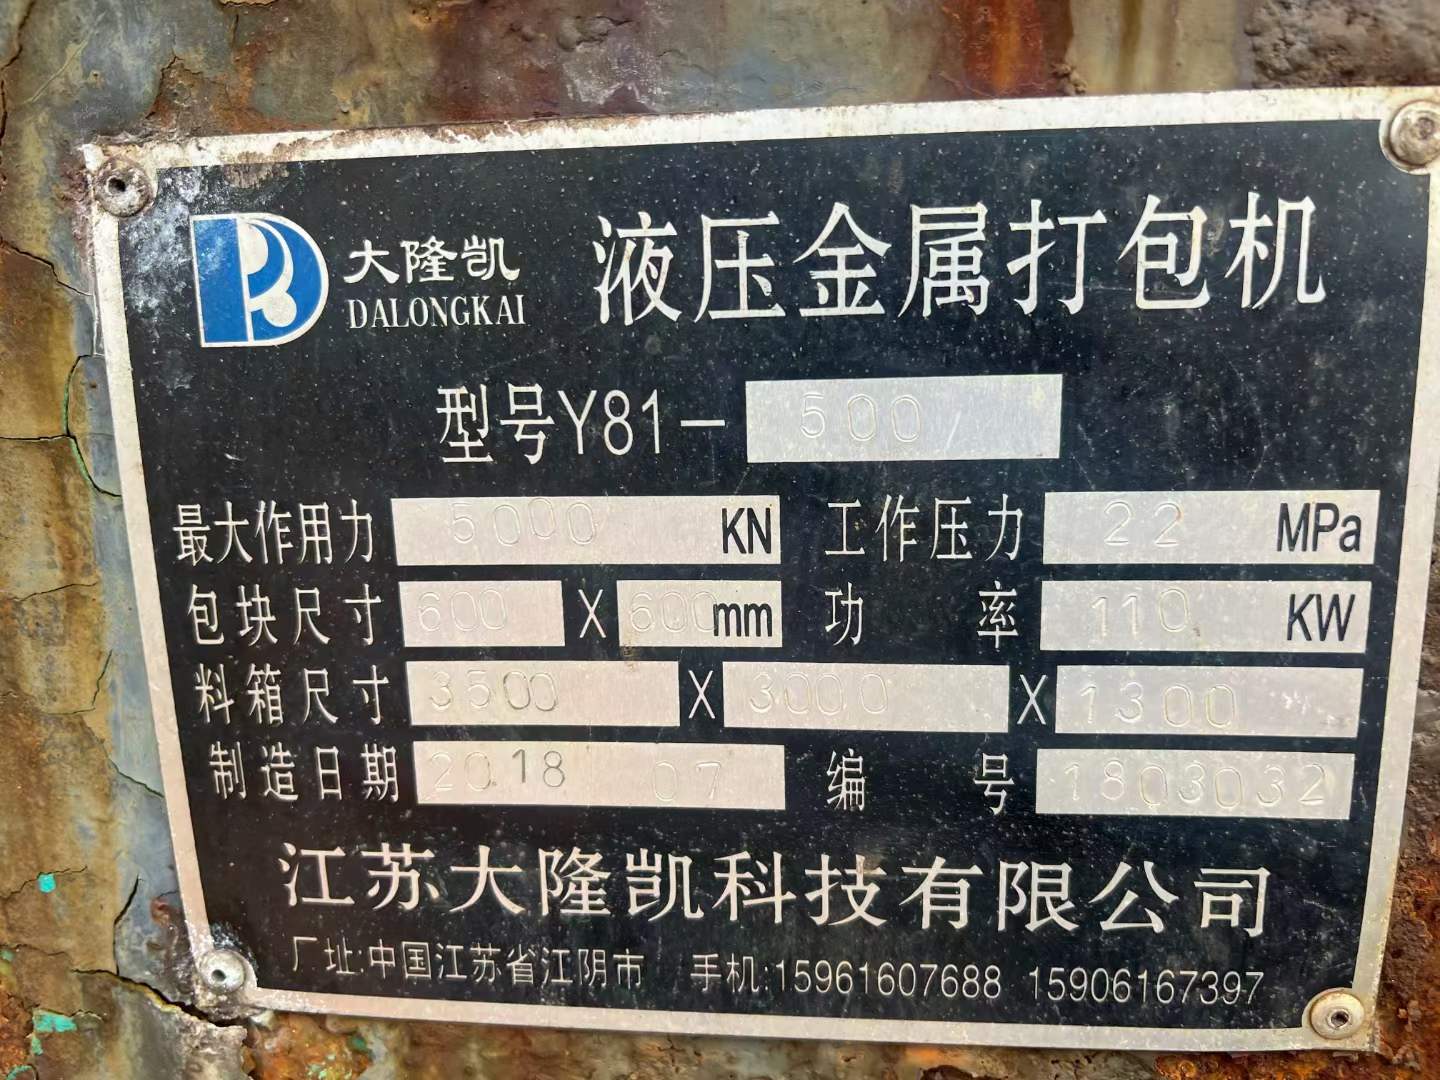 大隆凯 液压金属打包机
DALONGKAI
型号Y81-500
最大作用力 5000 KN 工作压力 22 MPa
包块尺寸 600 X 600mm 功率 110 KW
料箱尺寸 3500 X 3000 X 1300
制造日期 2018 07 编号 1803032
江苏大隆凯科技有限公司
厂址:中国江苏省江阴市 手机:15961607688 15906167397